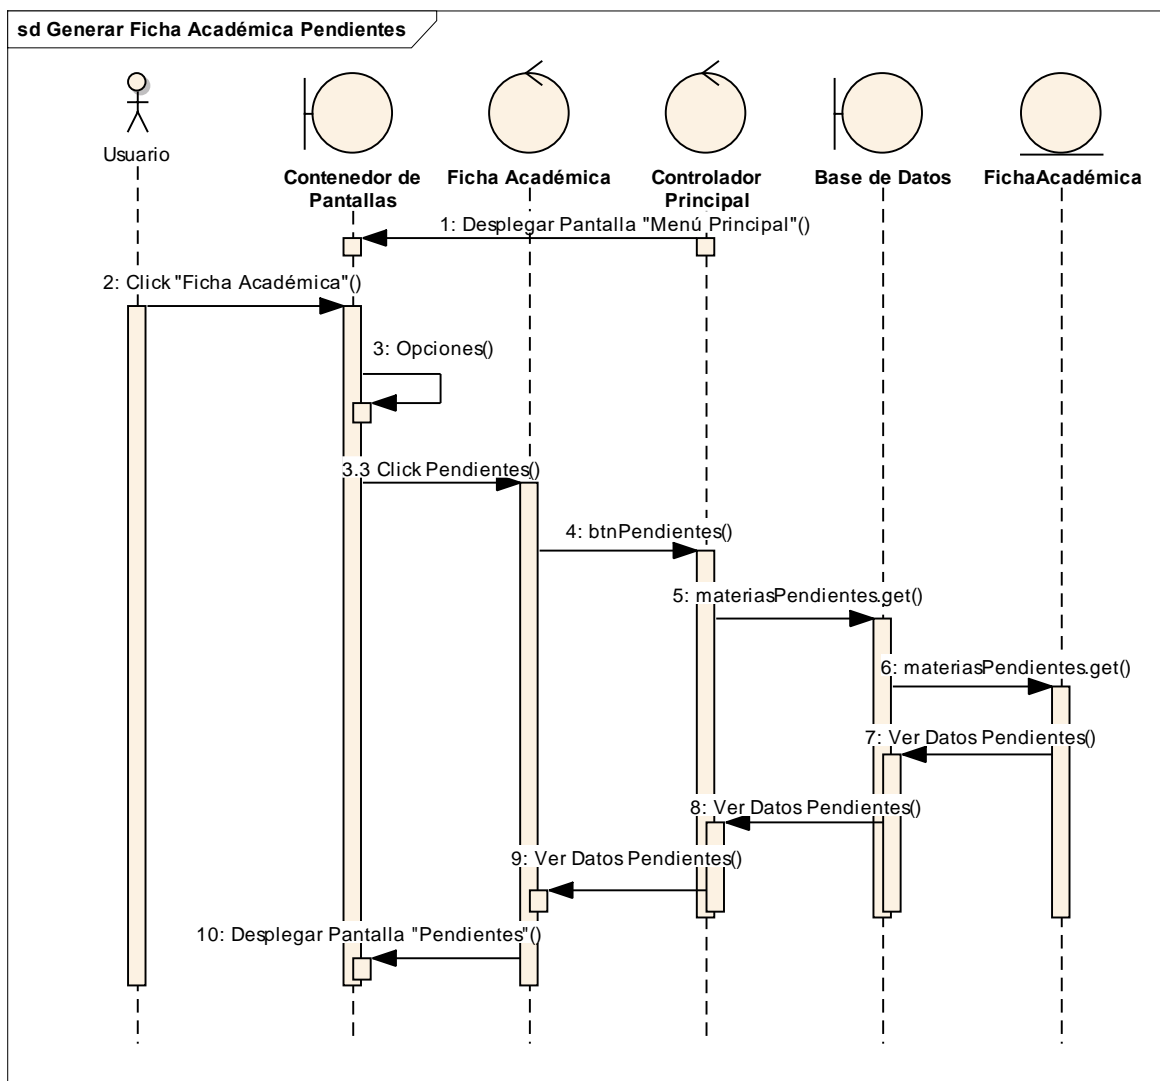 sd Generar Ficha Académica Pendientes
Usuario
Contenedor de
Pantallas
Ficha Académica
Controlador
Principal
Base de Datos
FichaAcadémica
1: Desplegar Pantalla "Menú Principal"()
2: Click "Ficha Académica"()
3: Opciones()
3.3 Click Pendientes()
4: btnPendientes()
5: materiasPendientes.get()
6: materiasPendientes.get()
7: Ver Datos Pendientes()
8: Ver Datos Pendientes()
9: Ver Datos Pendientes()
10: Desplegar Pantalla "Pendientes"()